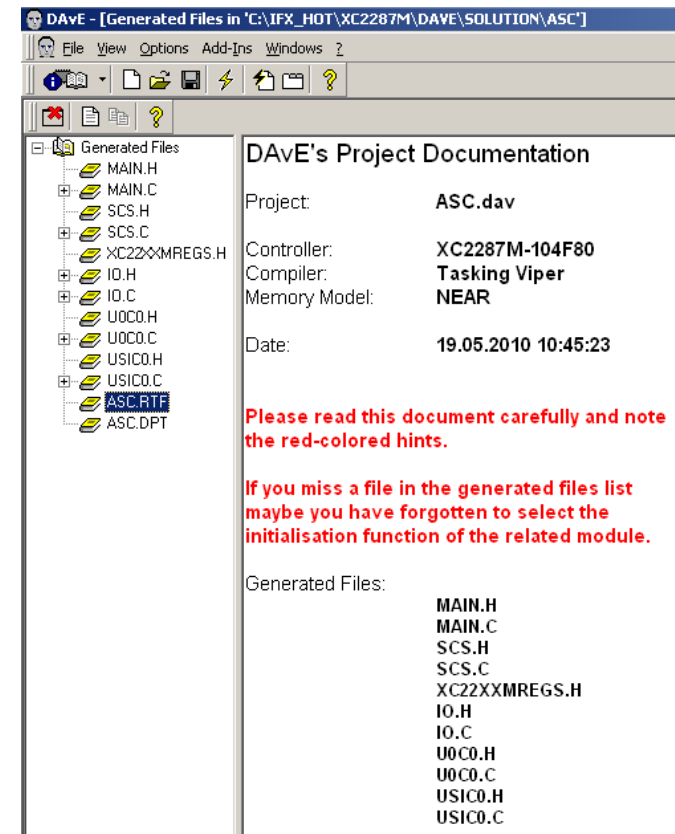 DAvE - [Generated Files in 'C:\IFX_HOT\XC2287M\DAVE\SOLUTION\ASC']
File View Options Add-Ins Windows ?
Generated Files
MAIN.H
MAIN.C
SCS.H
SCS.C
XC22XXMREGS.H
IO.H
IO.C
U0C0.H
U0C0.C
USIC0.H
USIC0.C
ASC.RTF
ASC.DPT
DAvE's Project Documentation
Project: ASC.dav
Controller: XC2287M-104F80
Compiler: Tasking Viper
Memory Model: NEAR
Date: 19.05.2010 10:45:23
Please read this document carefully and note
the red-colored hints.
If you miss a file in the generated files list
maybe you have forgotten to select the
initialisation function of the related module.
Generated Files:
MAIN.H
MAIN.C
SCS.H
SCS.C
XC22XXMREGS.H
IO.H
IO.C
U0C0.H
U0C0.C
USIC0.H
USIC0.C